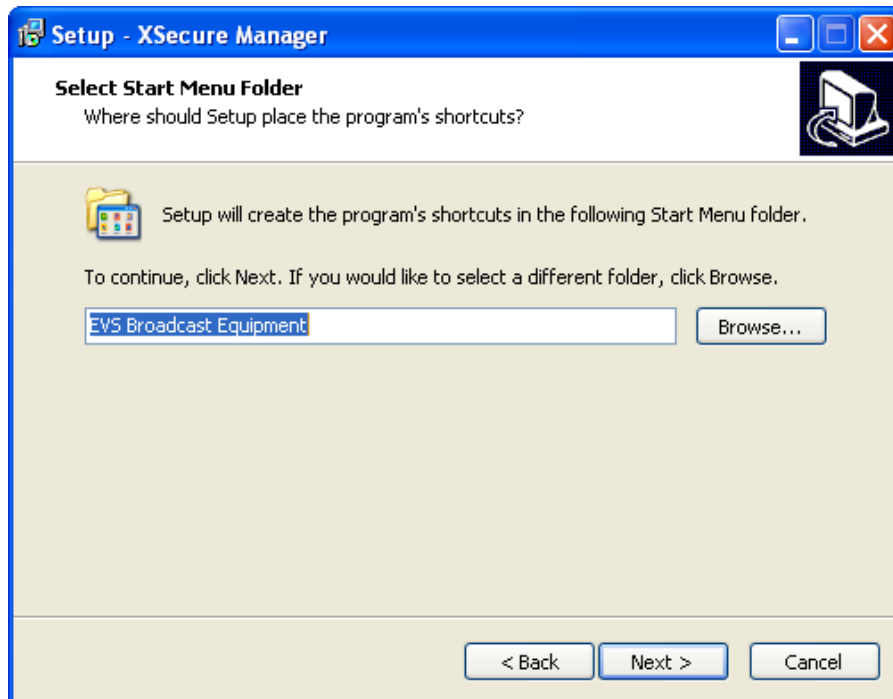 Setup - XSecure Manager
Select Start Menu Folder
Where should Setup place the program's shortcuts?
Setup will create the program's shortcuts in the following Start Menu folder.
To continue, click Next. If you would like to select a different folder, click Browse.
EVS Broadcast Equipment
Browse...
< Back
Next >
Cancel